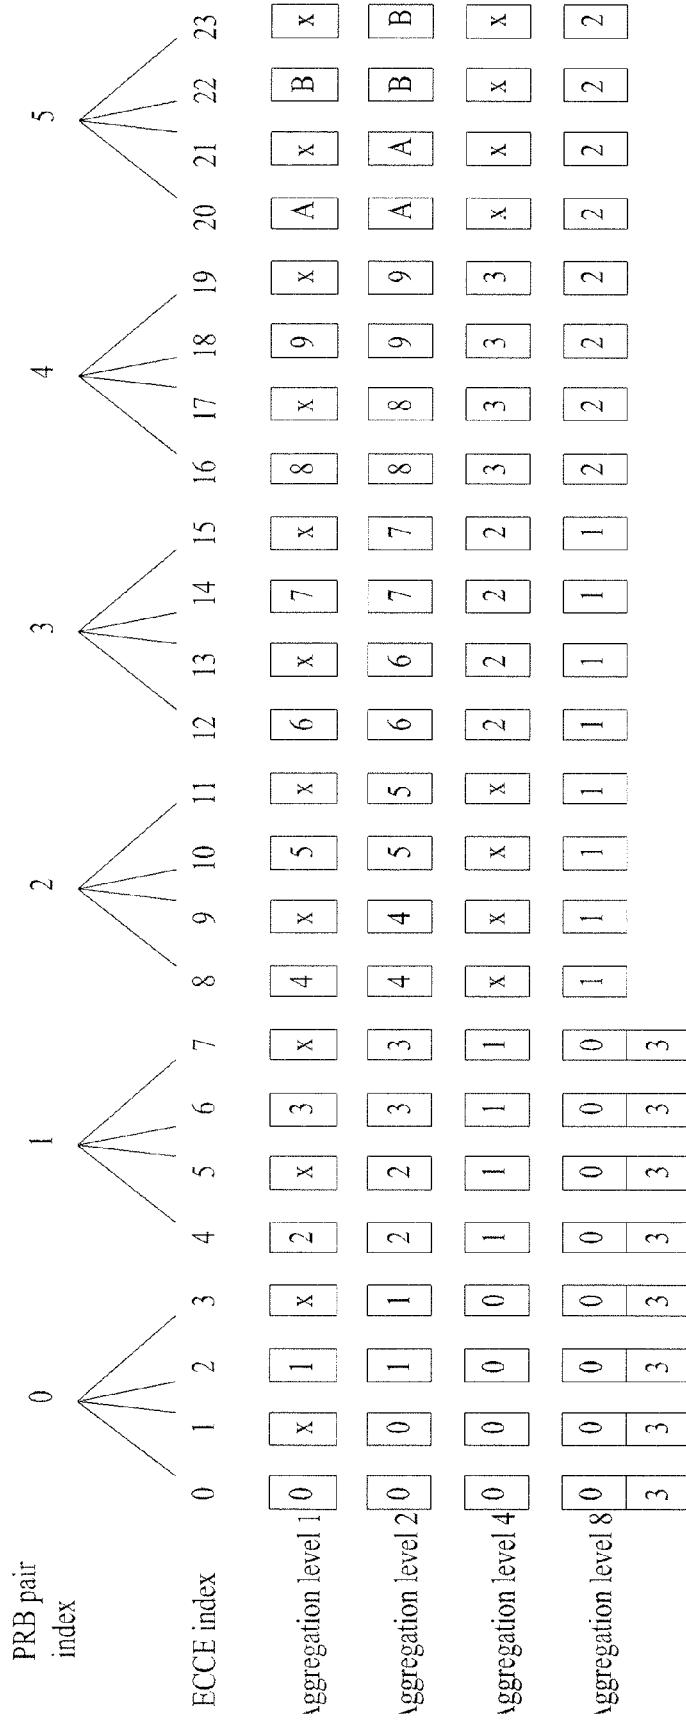 PRB pair
index
0 1 2 3 4 5
ECCE index
0 1 2 3 4 5 6 7 8 9 10 11 12 13 14 15 16 17 18 19 20 21 22 23
Aggregation level 1
0 x 1 x 2 x 3 x 4 x 5 x 6 x 7 x 8 x 9 x A x B x
Aggregation level 2
0 0 1 1 2 2 3 3 4 4 5 5 6 6 7 7 8 8 9 9 A A B B
Aggregation level 4
0 0 0 0 1 1 1 1 x x x x 2 2 2 2 3 3 3 3 x x x x
Aggregation level 8
0 0 0 0 0 0 0 0 1 1 1 1 1 1 1 1 2 2 2 2 2 2 2 2
3 3 3 3 3 3 3 3